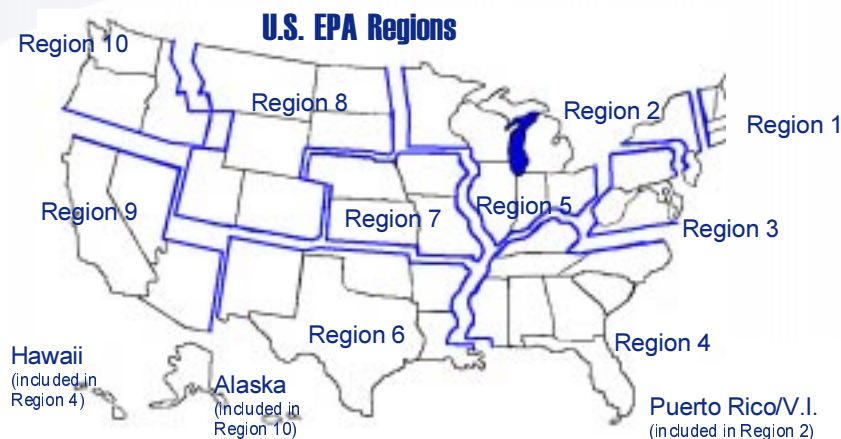 U.S. EPA Regions
Region 10
Region 8
Region 2
Region 1
Region 9
Region 7
Region 5
Region 3
Region 6
Region 4
Hawaii
(included in
Region 4)
Alaska
(included in
Region 10)
Puerto Rico/V.I.
(included in Region 2)